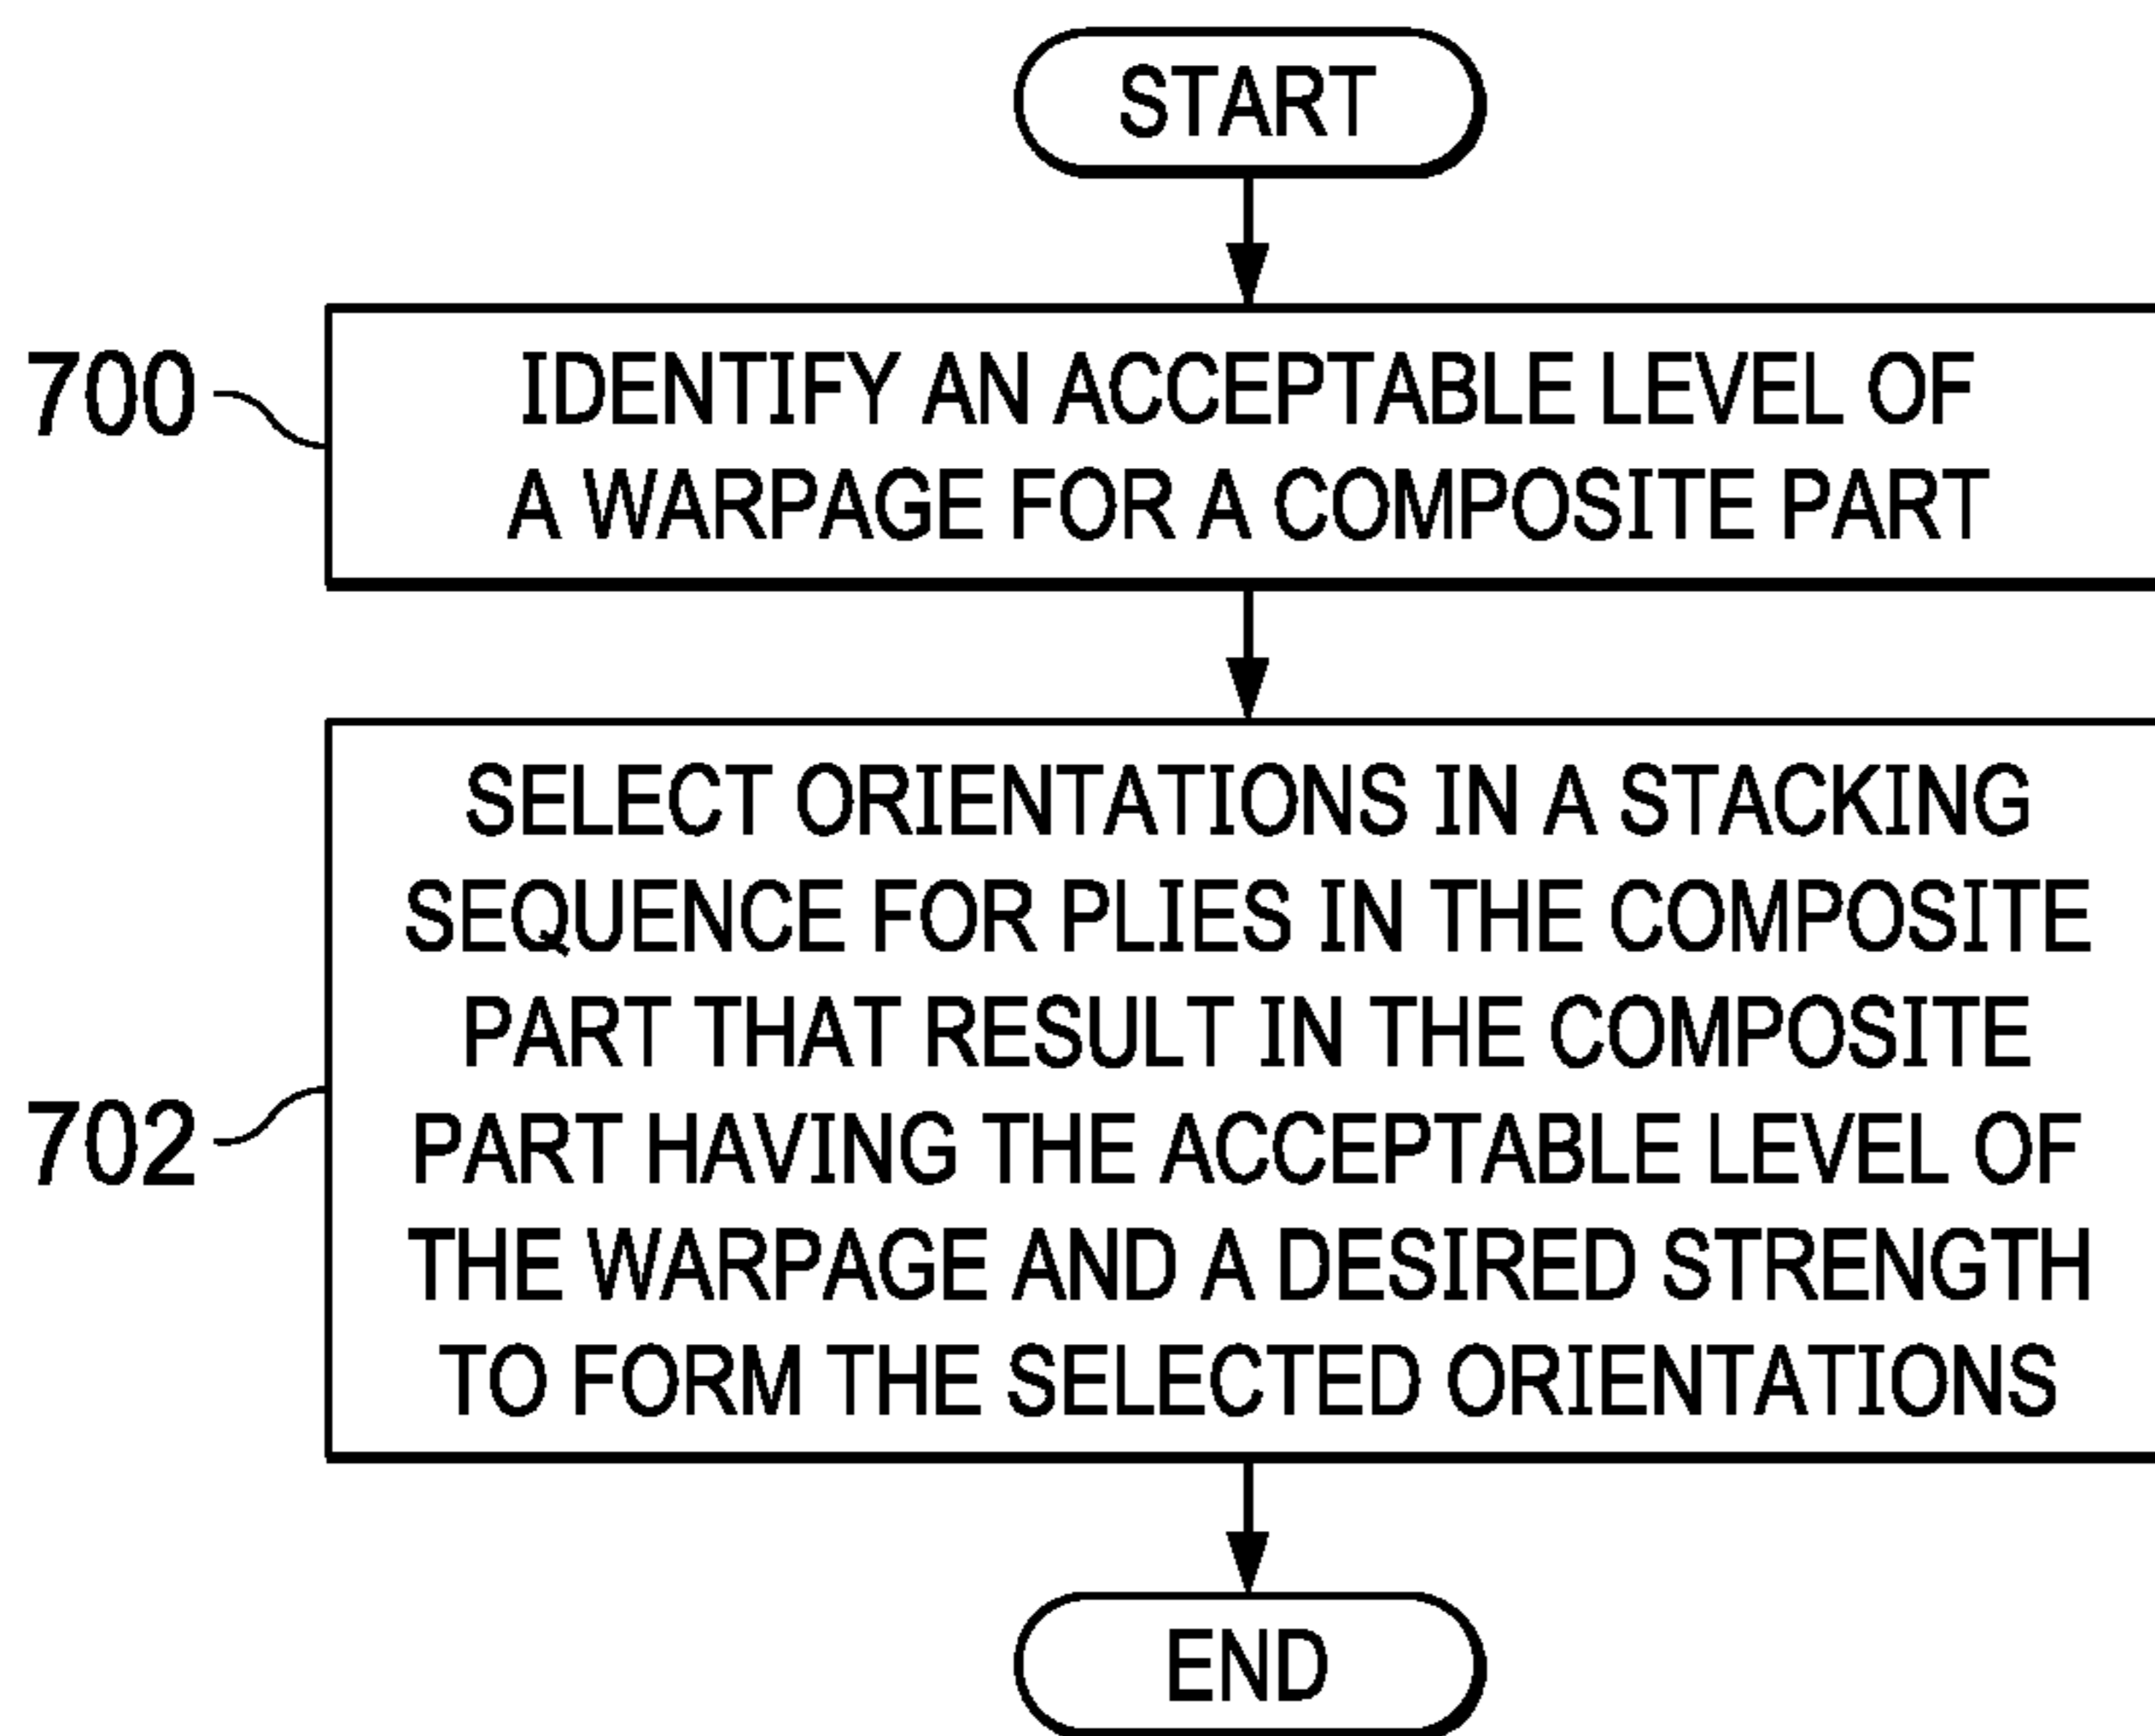 START
700
IDENTIFY AN ACCEPTABLE LEVEL OF
A WARPAGE FOR A COMPOSITE PART
702
SELECT ORIENTATIONS IN A STACKING
SEQUENCE FOR PLIES IN THE COMPOSITE
PART THAT RESULT IN THE COMPOSITE
PART HAVING THE ACCEPTABLE LEVEL OF
THE WARPAGE AND A DESIRED STRENGTH
TO FORM THE SELECTED ORIENTATIONS
END